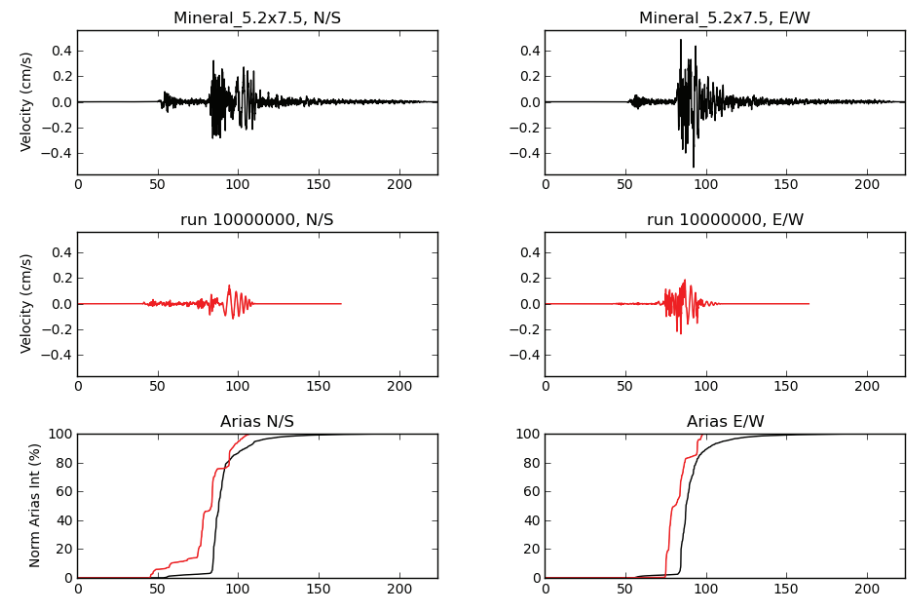 Mineral_5.2x7.5, N/S
Mineral_5.2x7.5, E/W
Velocity (cm/s)
0.4
0.2
0.0
−0.2
−0.4
0 50 100 150 200
0.4
0.2
0.0
−0.2
−0.4
0 50 100 150 200
run 10000000, N/S
run 10000000, E/W
Velocity (cm/s)
0.4
0.2
0.0
−0.2
−0.4
0 50 100 150 200
0.4
0.2
0.0
−0.2
−0.4
0 50 100 150 200
Arias N/S
Arias E/W
Norm Arias Int (%)
100
80
60
40
20
0
0 50 100 150 200
100
80
60
40
20
0
0 50 100 150 200